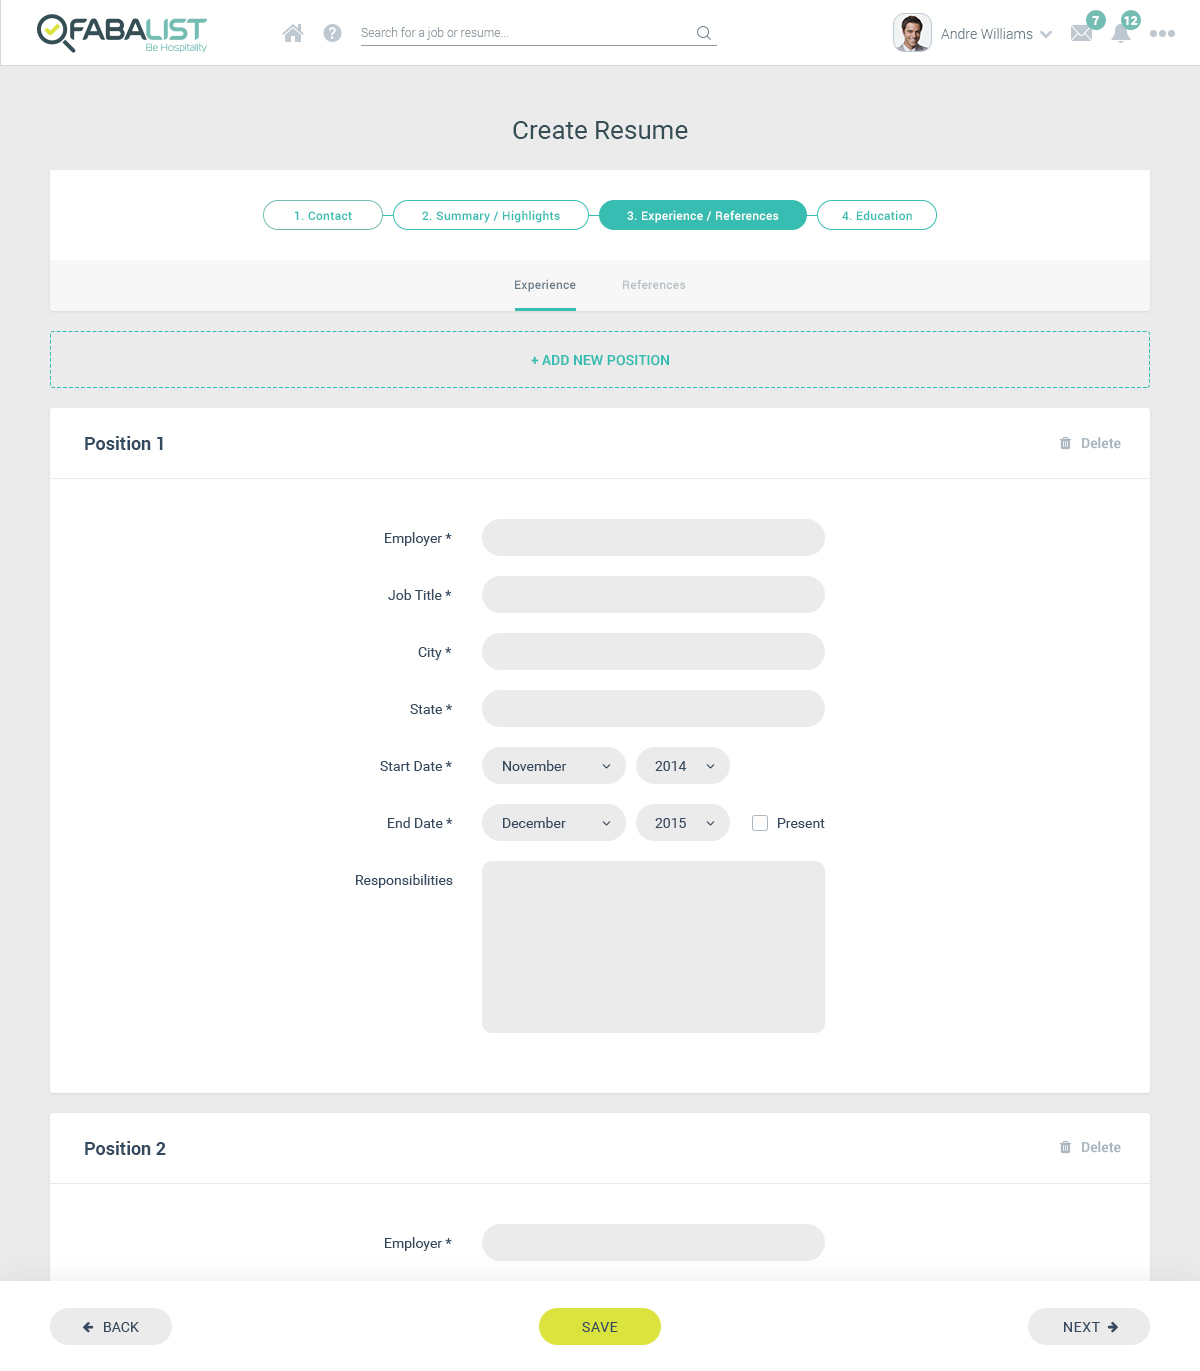 FABALIST
Be Hospitality
?
Search for a job or resume...
Andre Williams
7
12
Create Resume
1. Contact
2. Summary / Highlights
3. Experience / References
4. Education
Experience
References
+ ADD NEW POSITION
Position 1
Delete
Employer *
Job Title *
City *
State *
Start Date *
November
2014
End Date *
December
2015
Present
Responsibilities
Position 2
Delete
Employer *
BACK
SAVE
NEXT